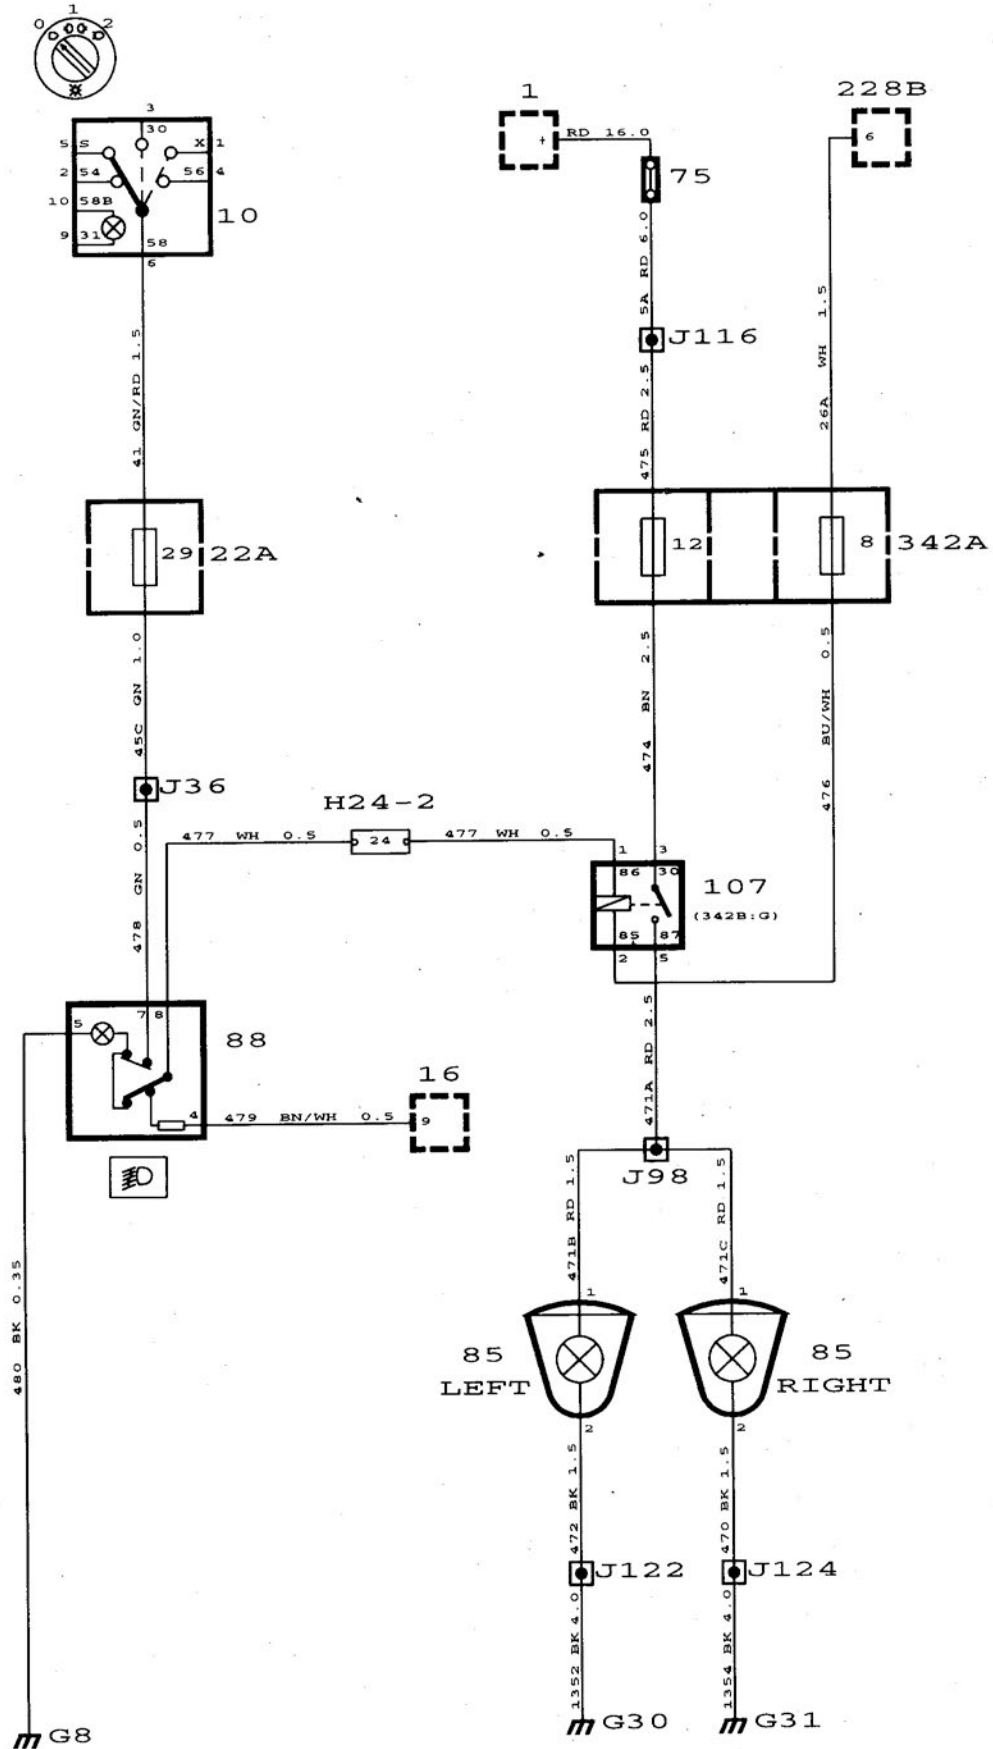 0 1 2
3
30
5 S X 1
2 54 56 4
10 58B
9 31
58
6
10
41 GN/RD 1.5
29 22A
45C GN 1.0
J36
478 GN 0.5
477 WH 0.5
H24-2
24
477 WH 0.5
7 8
5
88
4
479 BN/WH 0.5
16
9
480 BK 0.35
G8
1
+
RD 16.0
75
5A RD 6.0
J116
475 RD 2.5
228B
6
26A WH 1.5
12
8 342A
474 BN 2.5
476 BU/WH 0.5
1 3
86 30
107
(342B:G)
85 87
2 5
471A RD 2.5
J98
471B RD 1.5
471C RD 1.5
1
1
85
LEFT
85
RIGHT
2
2
472 BK 1.5
470 BK 1.5
J122
J124
1352 BK 4.0
1354 BK 4.0
G30
G31